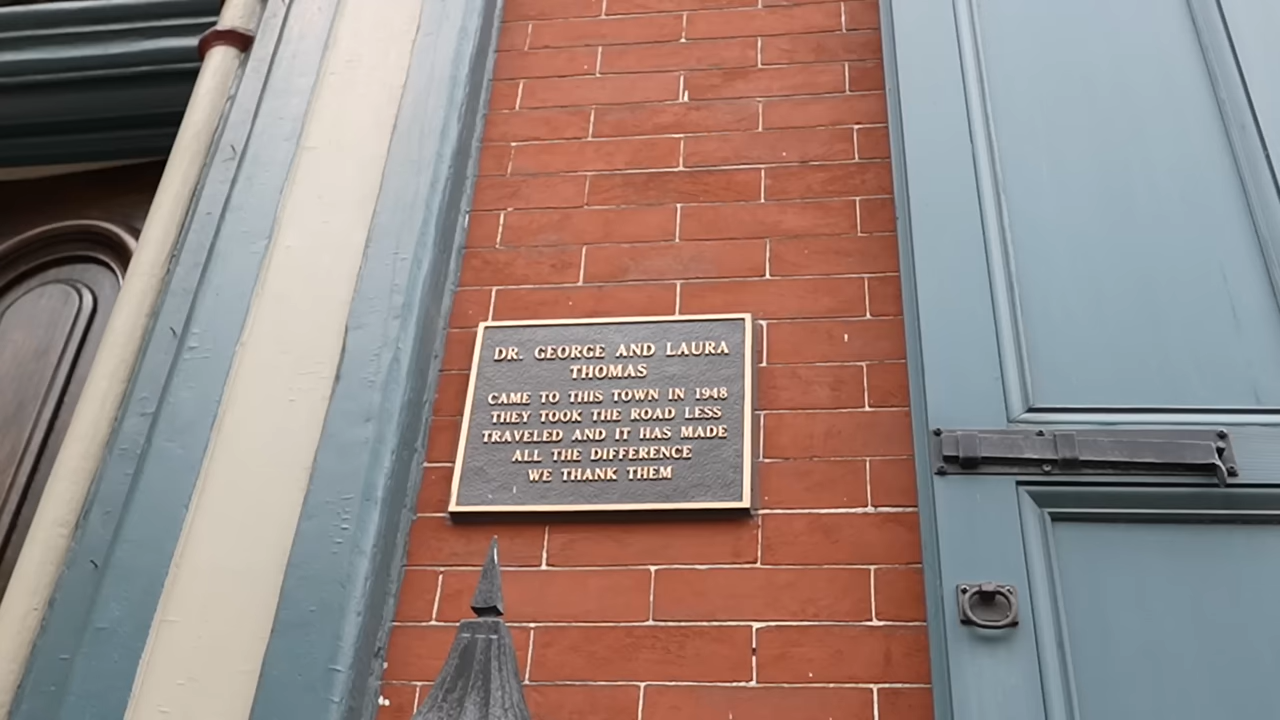 DR. GEORGE AND LAURA
THOMAS
CAME TO THIS TOWN IN 1948
THEY TOOK THE ROAD LESS
TRAVELED AND IT HAS MADE
ALL THE DIFFERENCE
WE THANK THEM